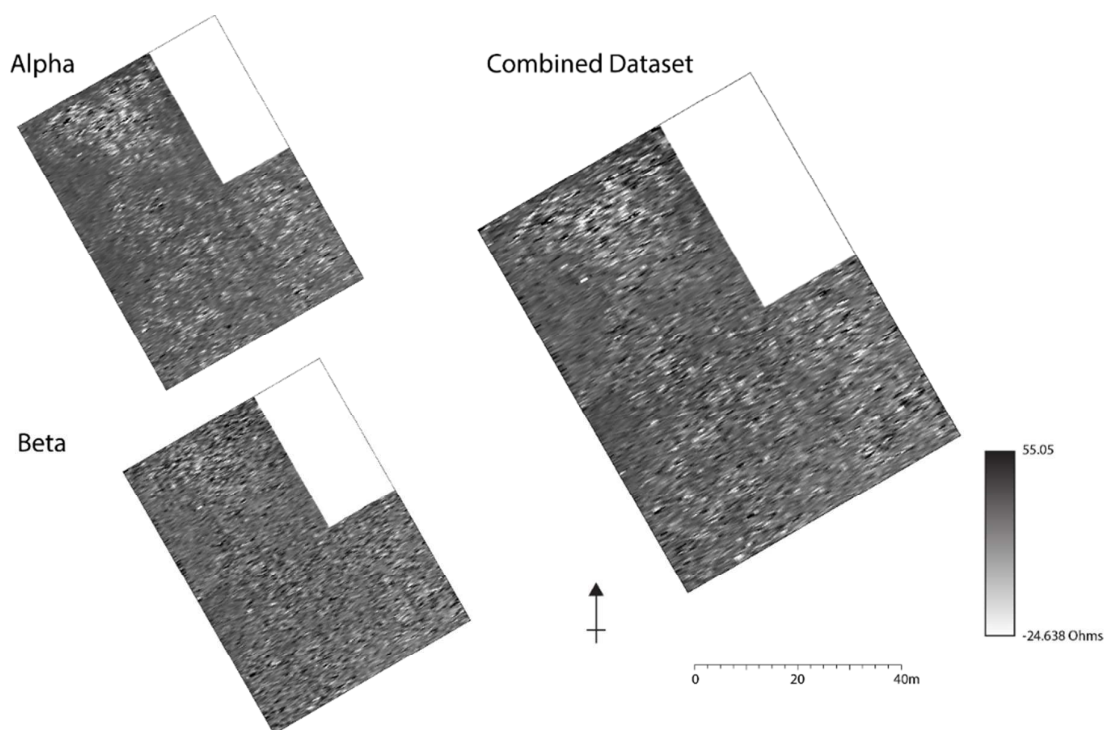 Alpha
Combined Dataset
Beta
55.05
-24.638 Ohms
0 20 40m